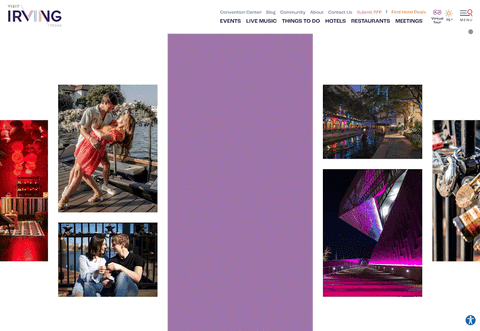 VISIT
IRVING
TEXAS
Convention Center Blog Community About Contact Us Submit RFP | Find Hotel Deals
EVENTS LIVE MUSIC THINGS TO DO HOTELS RESTAURANTS MEETINGS
Virtual
Tour
MENU